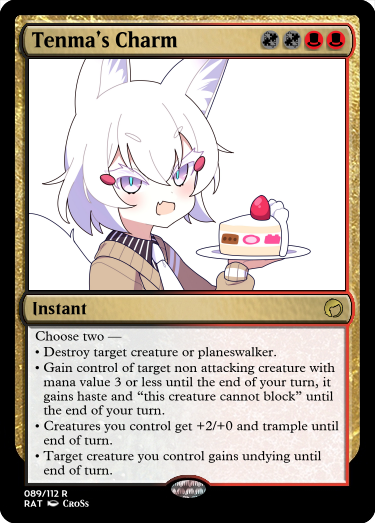 Tenma's Charm
Instant
Choose two —
• Destroy target creature or planeswalker.
• Gain control of target non attacking creature with
mana value 3 or less until the end of your turn, it
gains haste and “this creature cannot block” until
the end of your turn.
• Creatures you control get +2/+0 and trample until
end of turn.
• Target creature you control gains undying until
end of turn.
089/112 R
RAT CROSS